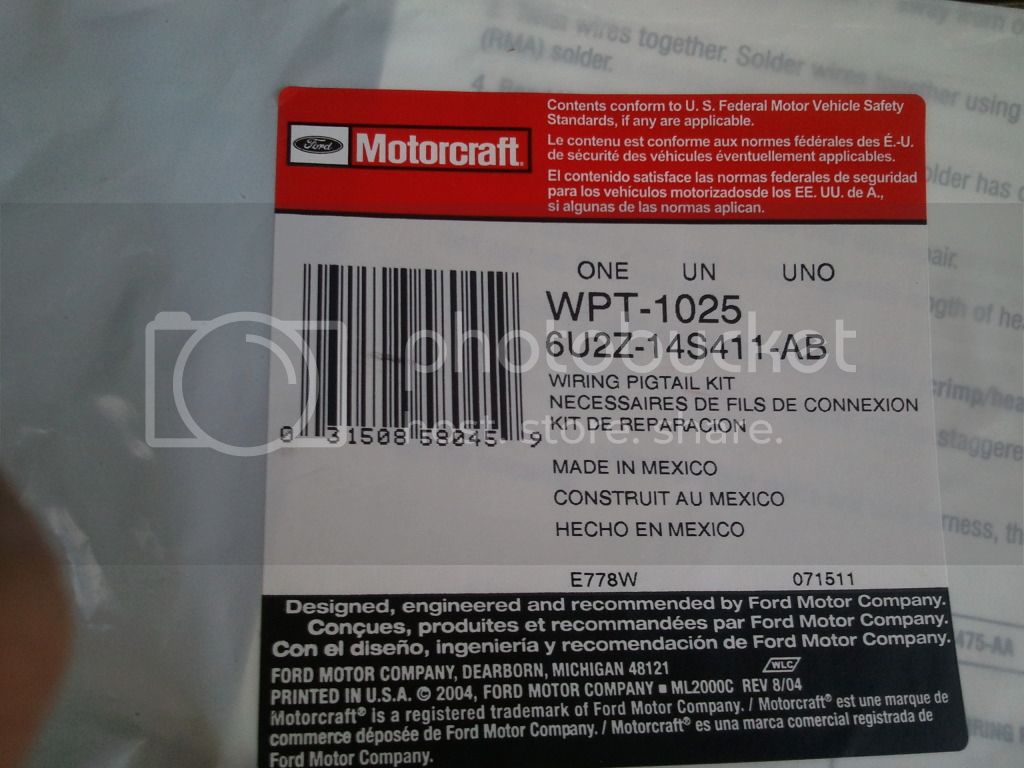 away
wires together. Solder wires together using
(RMA) solder.
4.
older has
air.
gth of
crimp/
staggere
ness, th
475-AA
RING
Contents conform to U. S. Federal Motor Vehicle Safety
Standards, if any are applicable.
Le contenu est conforme aux normes fédérales des É.-U.
de sécurité des véhicules éventuellement applicables.
El contenido satisface las normas federales de seguridad
para los vehículos motorizadosde los EE. UU. de A.,
si algunas de las normas aplican.
Ford Motorcraft®
ONE UN UNO
WPT-1025
6U2Z-14S411-AB
WIRING PIGTAIL KIT
NECESSAIRES DE FILS DE CONNEXION
KIT DE REPARACION
0 31508 58045 9
MADE IN MEXICO
CONSTRUIT AU MEXICO
HECHO EN MEXICO
E778W 071511
Designed, engineered and recommended by Ford Motor Company.
Conçues, produites et recommandées par Ford Motor Company.
Con el diseño, ingeniería y recomendación de Ford Motor Company.
FORD MOTOR COMPANY, DEARBORN, MICHIGAN 48121 WLC
PRINTED IN U.S.A. © 2004, FORD MOTOR COMPANY ■ ML2000C REV 8/04
Motorcraft® is a registered trademark of Ford Motor Company. / Motorcraft® est une marque de
commerce déposée de Ford Motor Company. / Motorcraft® es una marca comercial registrada de
Ford Motor Company.
photobucket
host. store. share.